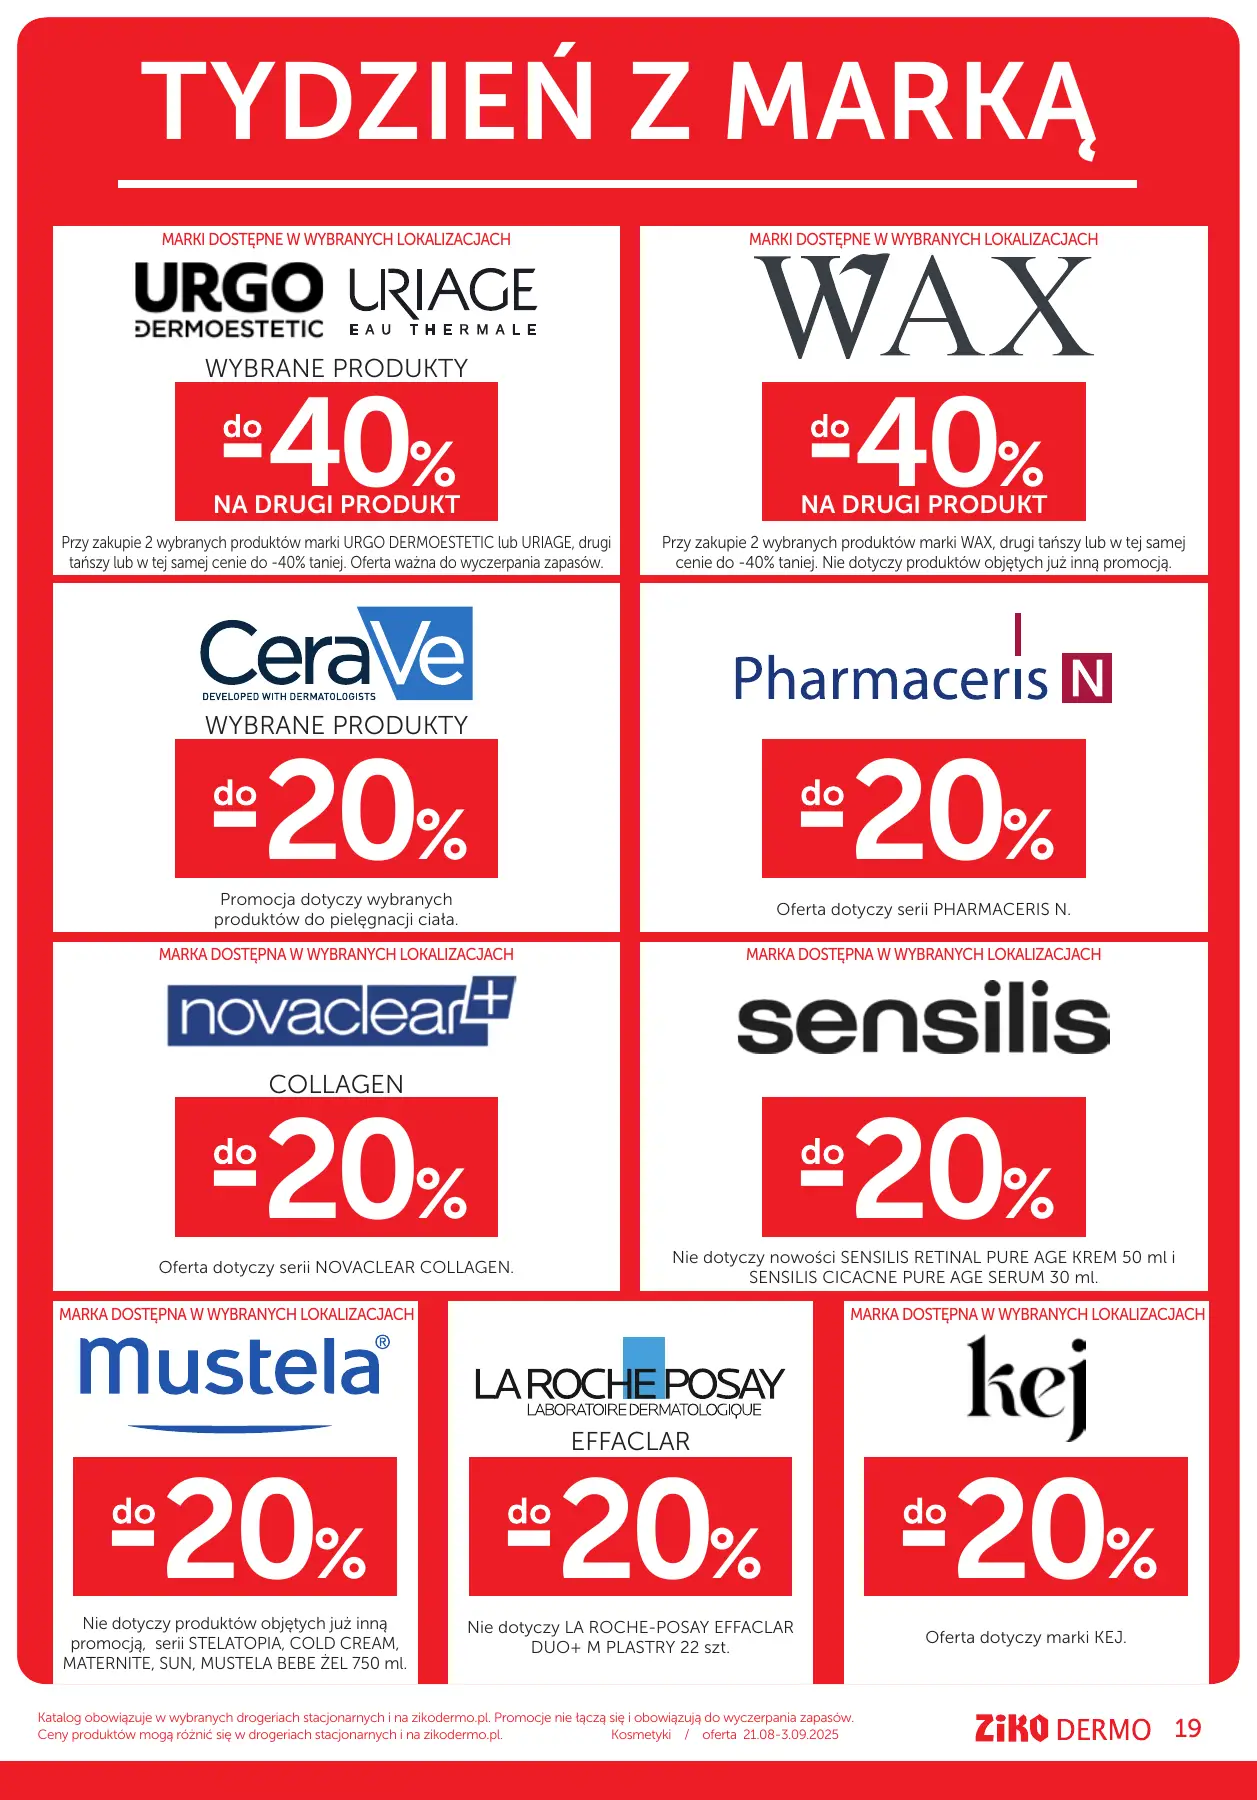 TYDZIEŃ Z MARKĄ
MARKI DOSTĘPNE W WYBRANYCH LOKALIZACJACH
URGO
DERMOESTETIC
URIAGE
EAU THERMALE
WYBRANE PRODUKTY
do
-40%
NA DRUGI PRODUKT
Przy zakupie 2 wybranych produktów marki URGO DERMOESTETIC lub URIAGE, drugi
tańszy lub w tej samej cenie do -40% taniej. Oferta ważna do wyczerpania zapasów.
MARKI DOSTĘPNE W WYBRANYCH LOKALIZACJACH
WAX
do
-40%
NA DRUGI PRODUKT
Przy zakupie 2 wybranych produktów marki WAX, drugi tańszy lub w tej samej
cenie do -40% taniej. Nie dotyczy produktów objętych już inną promocją.
CeraVe
DEVELOPED WITH DERMATOLOGISTS
WYBRANE PRODUKTY
do
-20%
Promocja dotyczy wybranych
produktów do pielęgnacji ciała.
Pharmaceris N
do
-20%
Oferta dotyczy serii PHARMACERIS N.
MARKA DOSTĘPNA W WYBRANYCH LOKALIZACJACH
novaclear+
COLLAGEN
do
-20%
Oferta dotyczy serii NOVACLEAR COLLAGEN.
MARKA DOSTĘPNA W WYBRANYCH LOKALIZACJACH
sensilis
do
-20%
Nie dotyczy nowości SENSILIS RETINAL PURE AGE KREM 50 ml i
SENSILIS CICACNE PURE AGE SERUM 30 ml.
MARKA DOSTĘPNA W WYBRANYCH LOKALIZACJACH
mustela®
do
-20%
Nie dotyczy produktów objętych już inną
promocją, serii STELATOPIA, COLD CREAM,
MATERNITE, SUN, MUSTELA BEBE ŻEL 750 ml.
LA ROCHE POSAY
LABORATOIRE DERMATOLOGIQUE
EFFACLAR
do
-20%
Nie dotyczy LA ROCHE-POSAY EFFACLAR
DUO+ M PLASTRY 22 szt.
MARKA DOSTĘPNA W WYBRANYCH LOKALIZACJACH
kej
do
-20%
Oferta dotyczy marki KEJ.
Katalog obowiązuje w wybranych drogeriach stacjonarnych i na zikodermo.pl. Promocje nie łączą się i obowiązują do wyczerpania zapasów.
Ceny produktów mogą różnić się w drogeriach stacjonarnych i na zikodermo.pl. Kosmetyki / oferta 21.08-3.09.2025
ZiKO DERMO 19